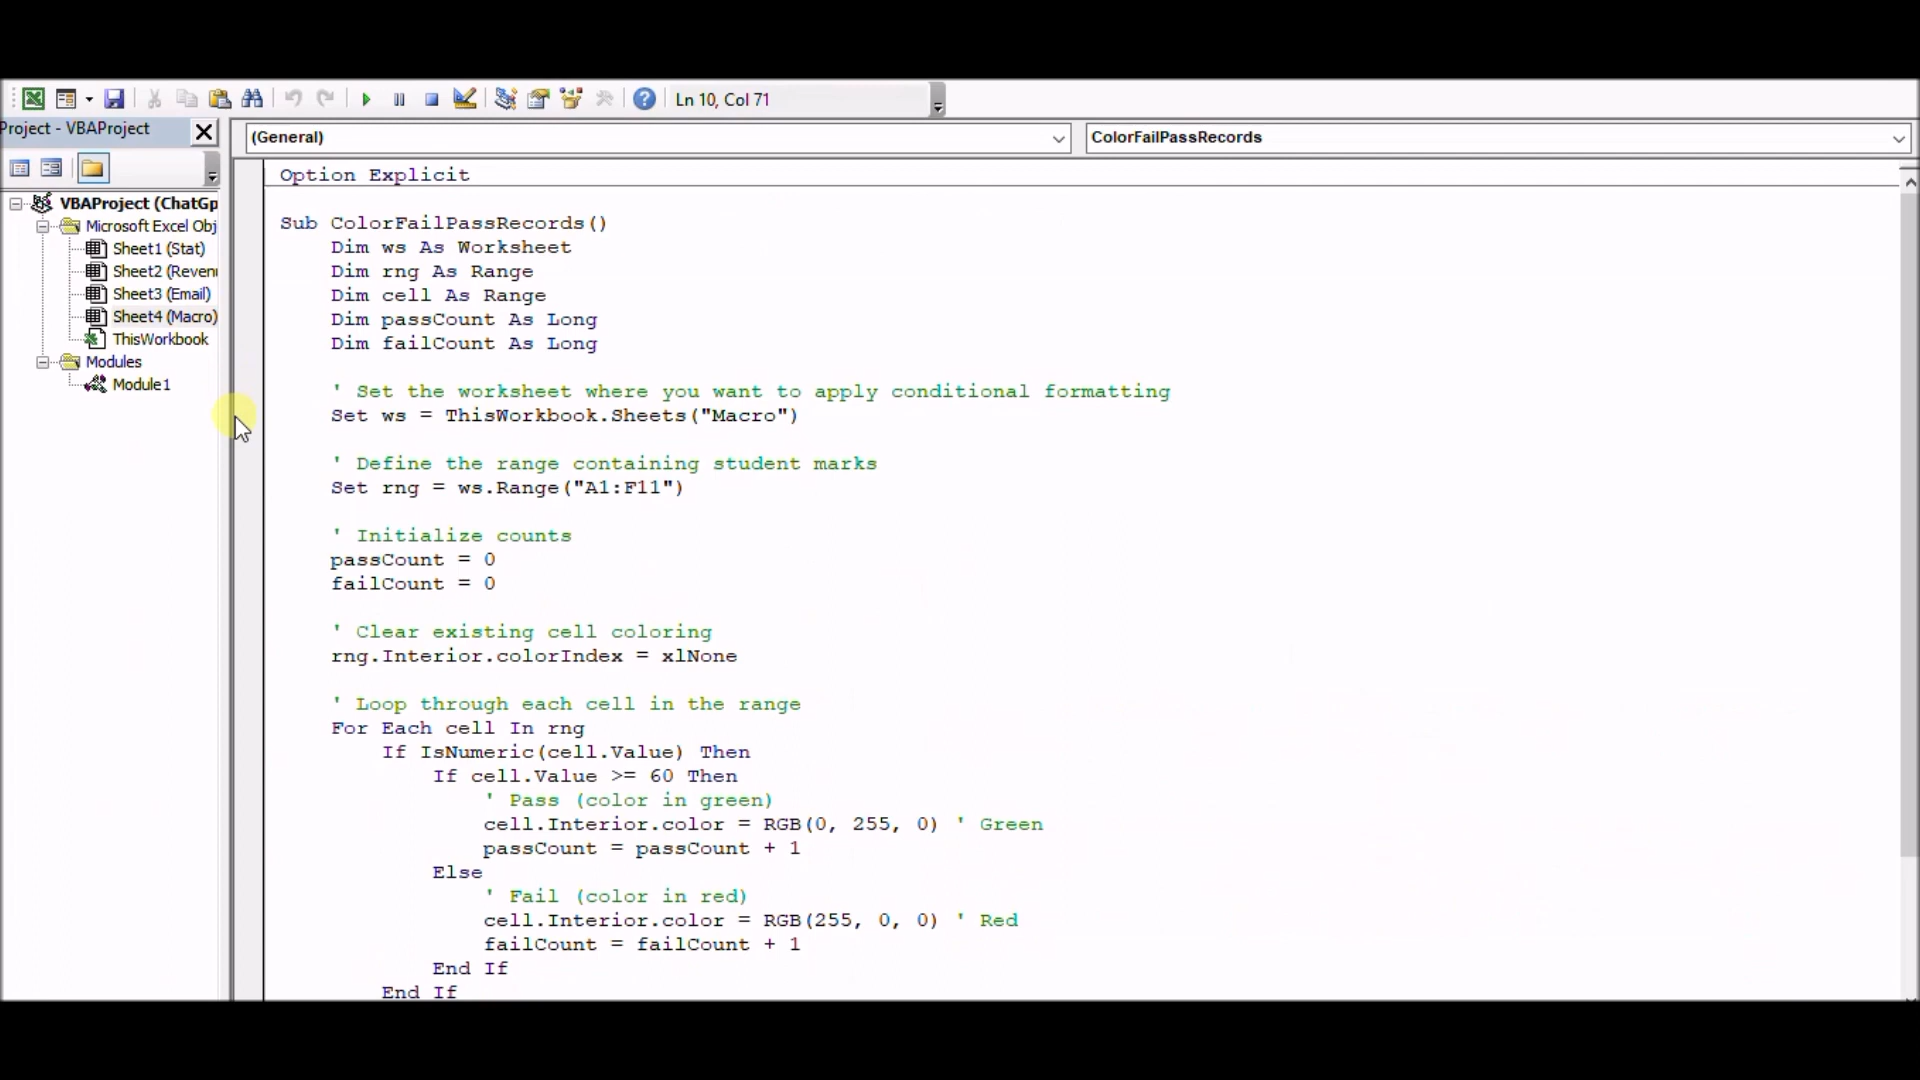 Ln 10, Col 71
Project - VBAProject
(General)
ColorFailPassRecords
VBAProject (ChatGp
Microsoft Excel Obj
Sheet1 (Stat)
Sheet2 (Reven
Sheet3 (Email)
Sheet4 (Macro)
ThisWorkbook
Modules
Module1
Option Explicit
Sub ColorFailPassRecords()
Dim ws As Worksheet
Dim rng As Range
Dim cell As Range
Dim passCount As Long
Dim failCount As Long
' Set the worksheet where you want to apply conditional formatting
Set ws = ThisWorkbook.Sheets("Macro")
' Define the range containing student marks
Set rng = ws.Range("A1:F11")
' Initialize counts
passCount = 0
failCount = 0
' Clear existing cell coloring
rng.Interior.colorIndex = xlNone
' Loop through each cell in the range
For Each cell In rng
If IsNumeric(cell.Value) Then
If cell.Value >= 60 Then
' Pass (color in green)
cell.Interior.color = RGB(0, 255, 0) ' Green
passCount = passCount + 1
Else
' Fail (color in red)
cell.Interior.color = RGB(255, 0, 0) ' Red
failCount = failCount + 1
End If
End If